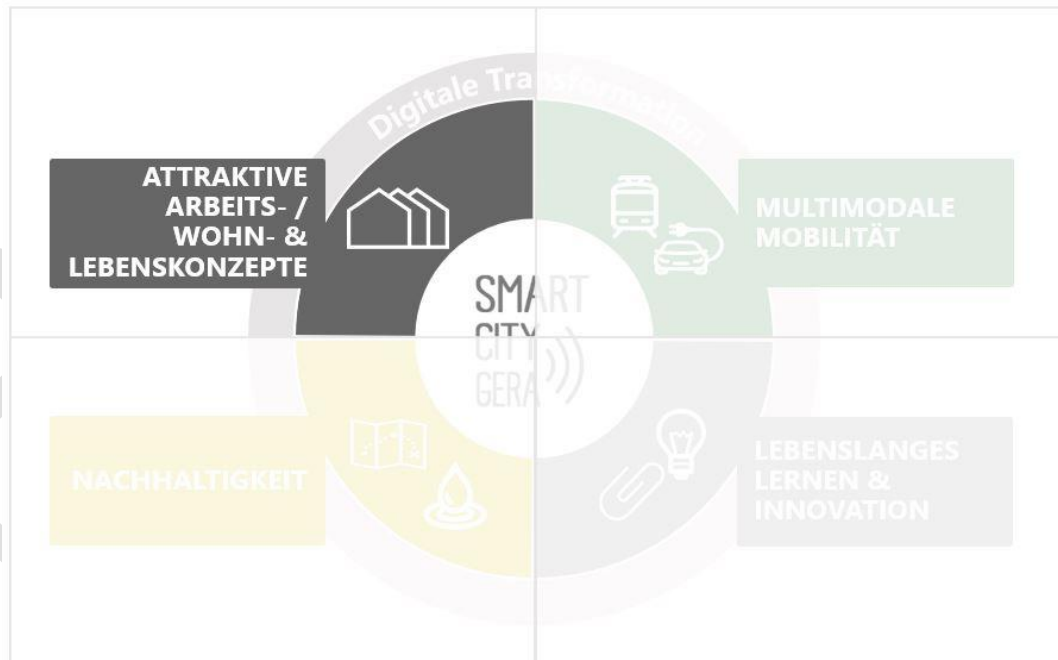 Digitale Transformation
ATTRAKTIVE
ARBEITS- /
WOHN- &
LEBENSKONZEPTE
MULTIMODALE
MOBILITÄT
SMART
CITY
GERA
NACHHALTIGKEIT
LEBENSLANGES
LERNEN &
INNOVATION